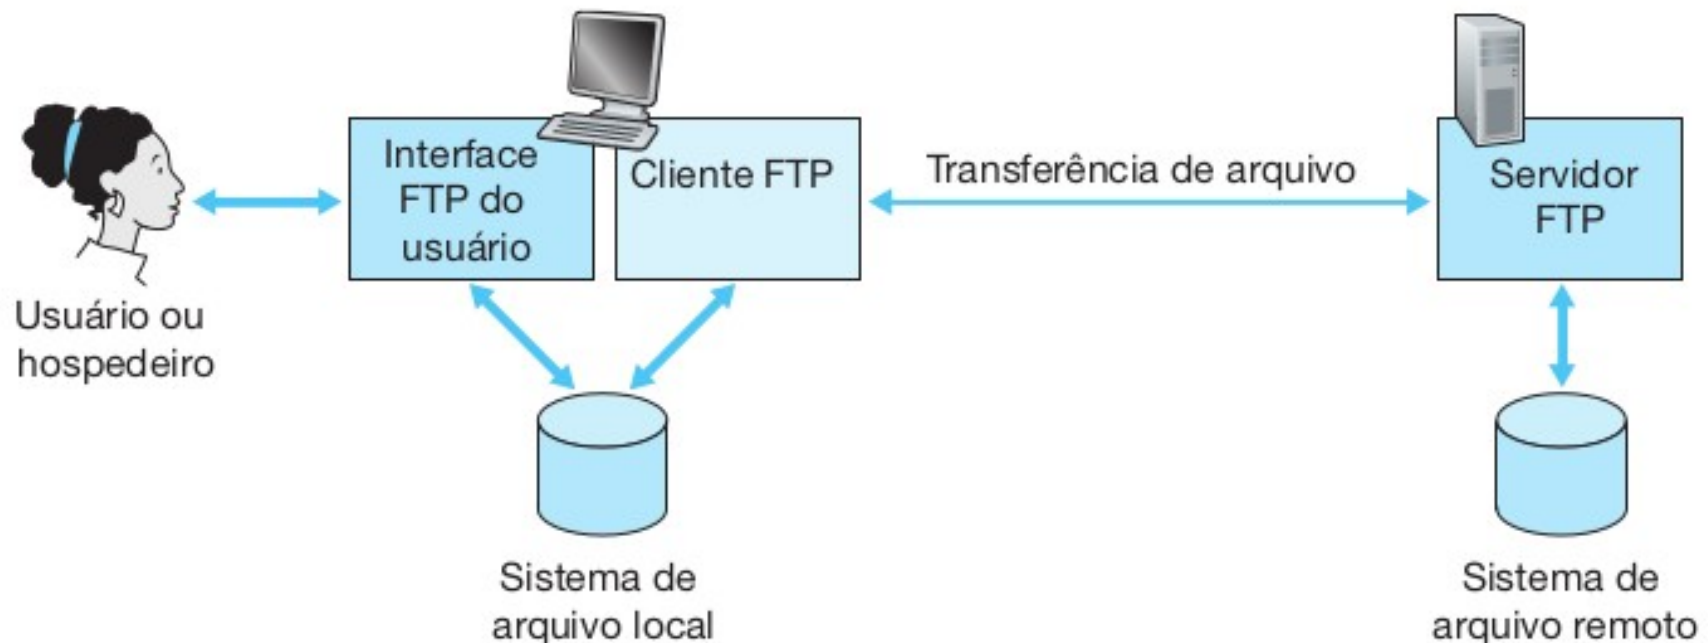 Usuário ou
hospedeiro
Interface
FTP do
usuário
Cliente FTP
Transferência de arquivo
Servidor
FTP
Sistema de
arquivo local
Sistema de
arquivo remoto